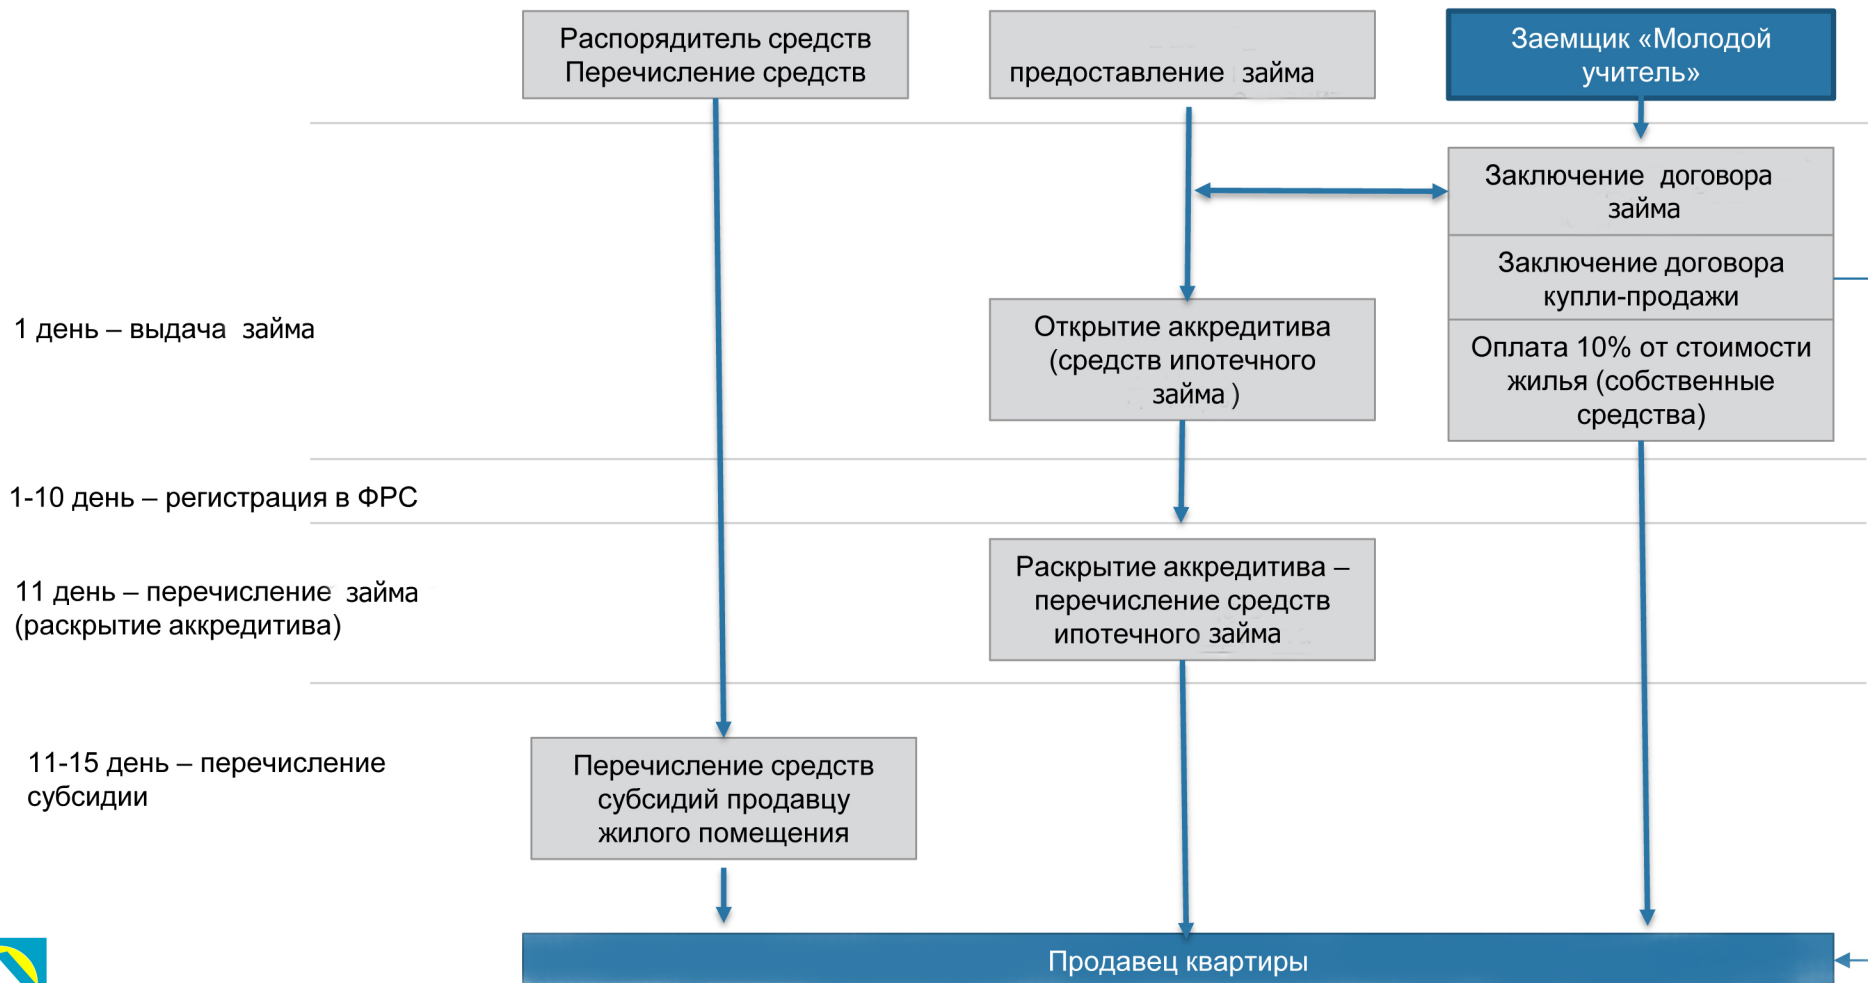 Распорядитель средств
Перечисление средств
предоставление займа
Заемщик «Молодой
учитель»
Заключение договора
займа
Заключение договора
купли-продажи
Оплата 10% от стоимости
жилья (собственные
средства)
1 день – выдача займа
Открытие аккредитива
(средств ипотечного
займа )
1-10 день – регистрация в ФРС
11 день – перечисление займа
(раскрытие аккредитива)
Раскрытие аккредитива –
перечисление средств
ипотечного займа
11-15 день – перечисление
субсидии
Перечисление средств
субсидий продавцу
жилого помещения
Продавец квартиры